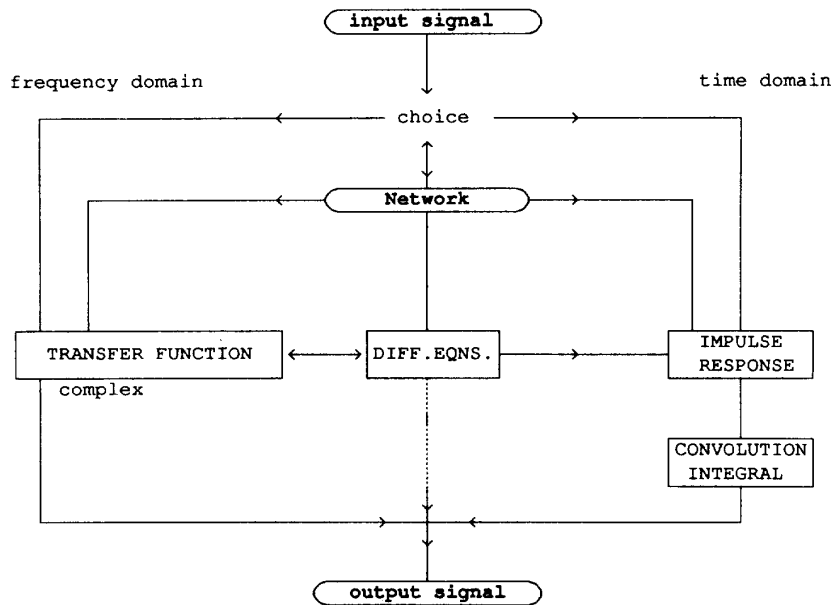 input signal
frequency domain
time domain
choice
Network
TRANSFER FUNCTION
DIFF.EQNS.
IMPULSE
RESPONSE
complex
CONVOLUTION
INTEGRAL
output signal